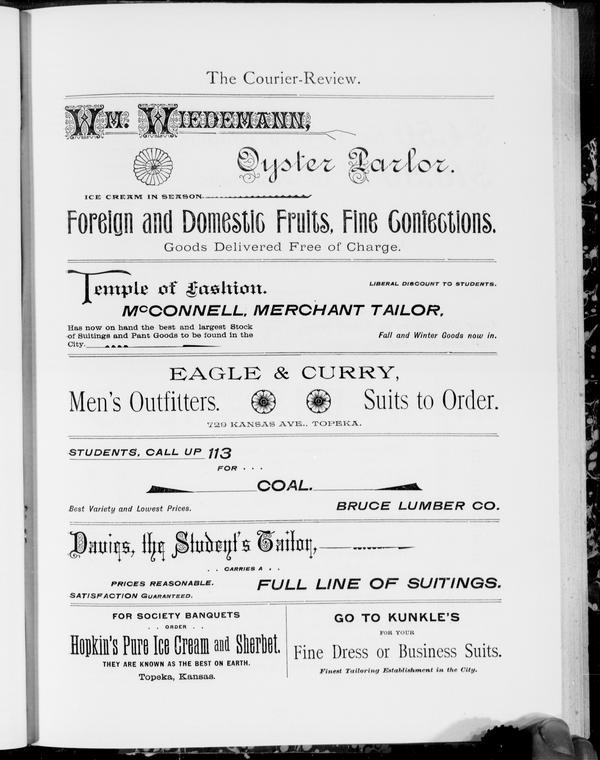 The Courier-Review.
Wm. Wiedemann,
Oyster Parlor.
ICE CREAM IN SEASON
Foreign and Domestic Fruits, Fine Confections.
Goods Delivered Free of Charge.
Temple of Fashion.
LIBERAL DISCOUNT TO STUDENTS.
McCONNELL, MERCHANT TAILOR,
Has now on hand the best and largest Stock
of Suitings and Pant Goods to be found in the
City.
Fall and Winter Goods now in.
EAGLE & CURRY,
Men's Outfitters. Suits to Order.
729 KANSAS AVE., TOPEKA.
STUDENTS, CALL UP 113
FOR . . .
COAL.
Best Variety and Lowest Prices.
BRUCE LUMBER CO.
Davies, the Student's Tailor,
. . CARRIES A . .
PRICES REASONABLE.
SATISFACTION GUARANTEED.
FULL LINE OF SUITINGS.
FOR SOCIETY BANQUETS
. . ORDER . .
Hopkin's Pure Ice Cream and Sherbet.
THEY ARE KNOWN AS THE BEST ON EARTH.
Topeka, Kansas.
GO TO KUNKLE'S
FOR YOUR
Fine Dress or Business Suits.
Finest Tailoring Establishment in the City.